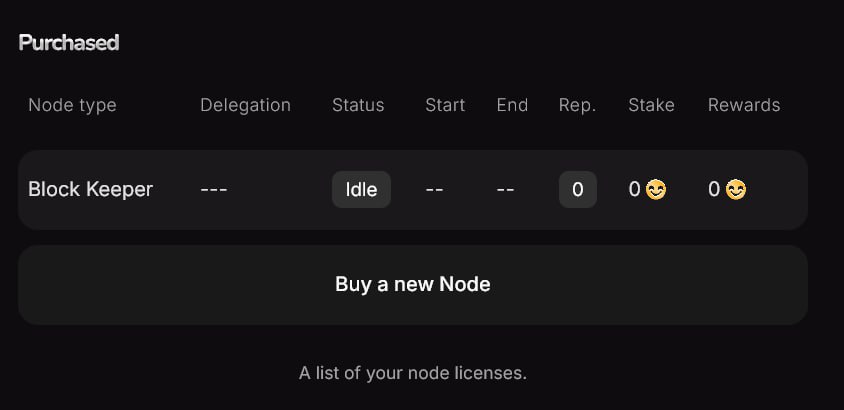 Purchased
Node type Delegation Status Start End Rep. Stake Rewards
Block Keeper --- Idle -- -- 0 0 😊 0 😊
Buy a new Node
A list of your node licenses.